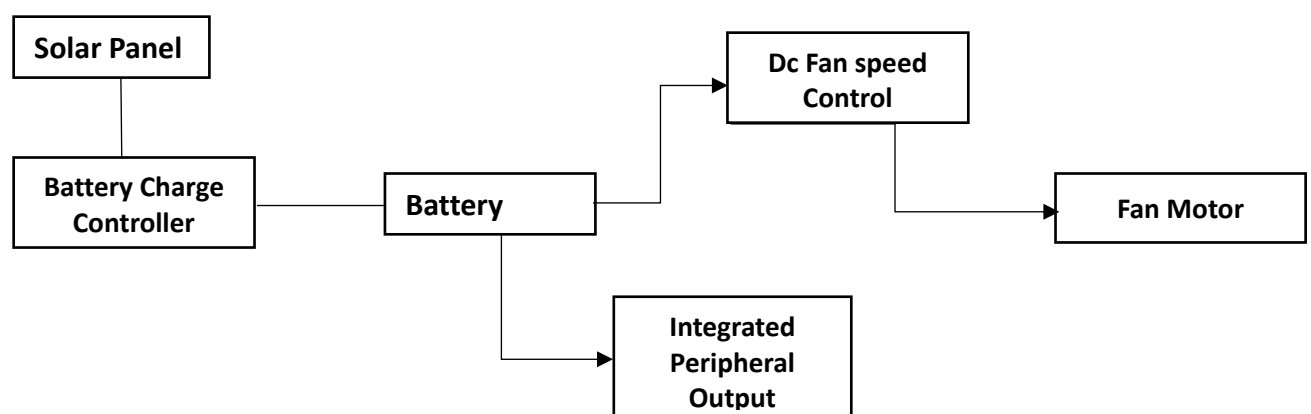 Solar Panel
Dc Fan speed
Control
Battery Charge
Controller
Battery
Fan Motor
Integrated
Peripheral
Output